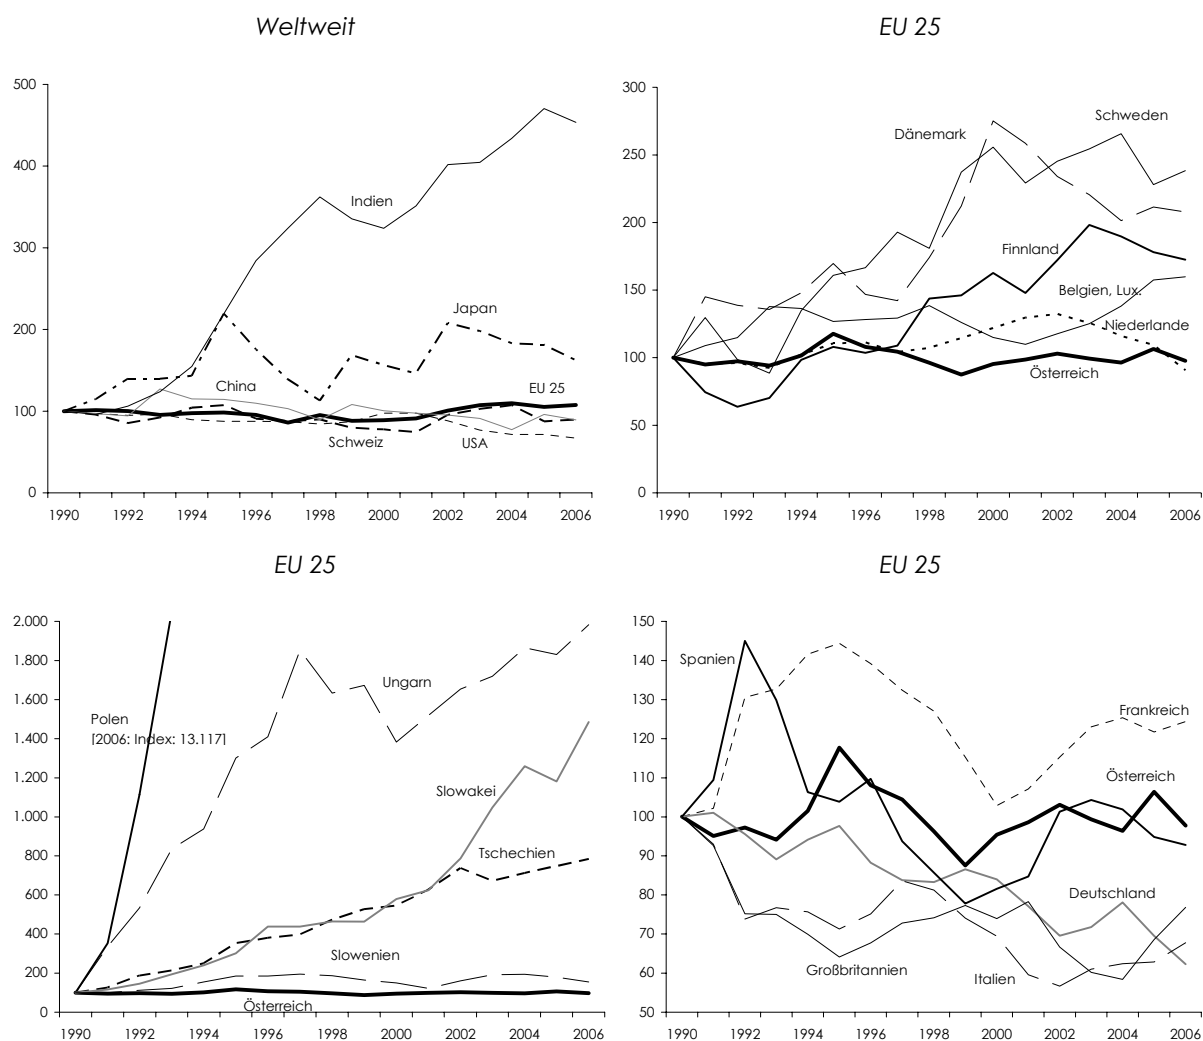 Weltweit
500
400
300
200
100
0
Indien
Japan
China
EU 25
Schweiz
USA
1990 1992 1994 1996 1998 2000 2002 2004 2006
EU 25
300
250
200
150
100
50
0
Schweden
Dänemark
Finnland
Belgien, Lux.
Niederlande
Österreich
1990 1992 1994 1996 1998 2000 2002 2004 2006
EU 25
2.000
1.800
1.600
1.400
1.200
1.000
800
600
400
200
0
Ungarn
Polen
[2006: Index: 13.117]
Slowakei
Tschechien
Slowenien
Österreich
1990 1992 1994 1996 1998 2000 2002 2004 2006
EU 25
150
140
130
120
110
100
90
80
70
60
50
Spanien
Frankreich
Österreich
Deutschland
Großbritannien
Italien
1990 1992 1994 1996 1998 2000 2002 2004 2006